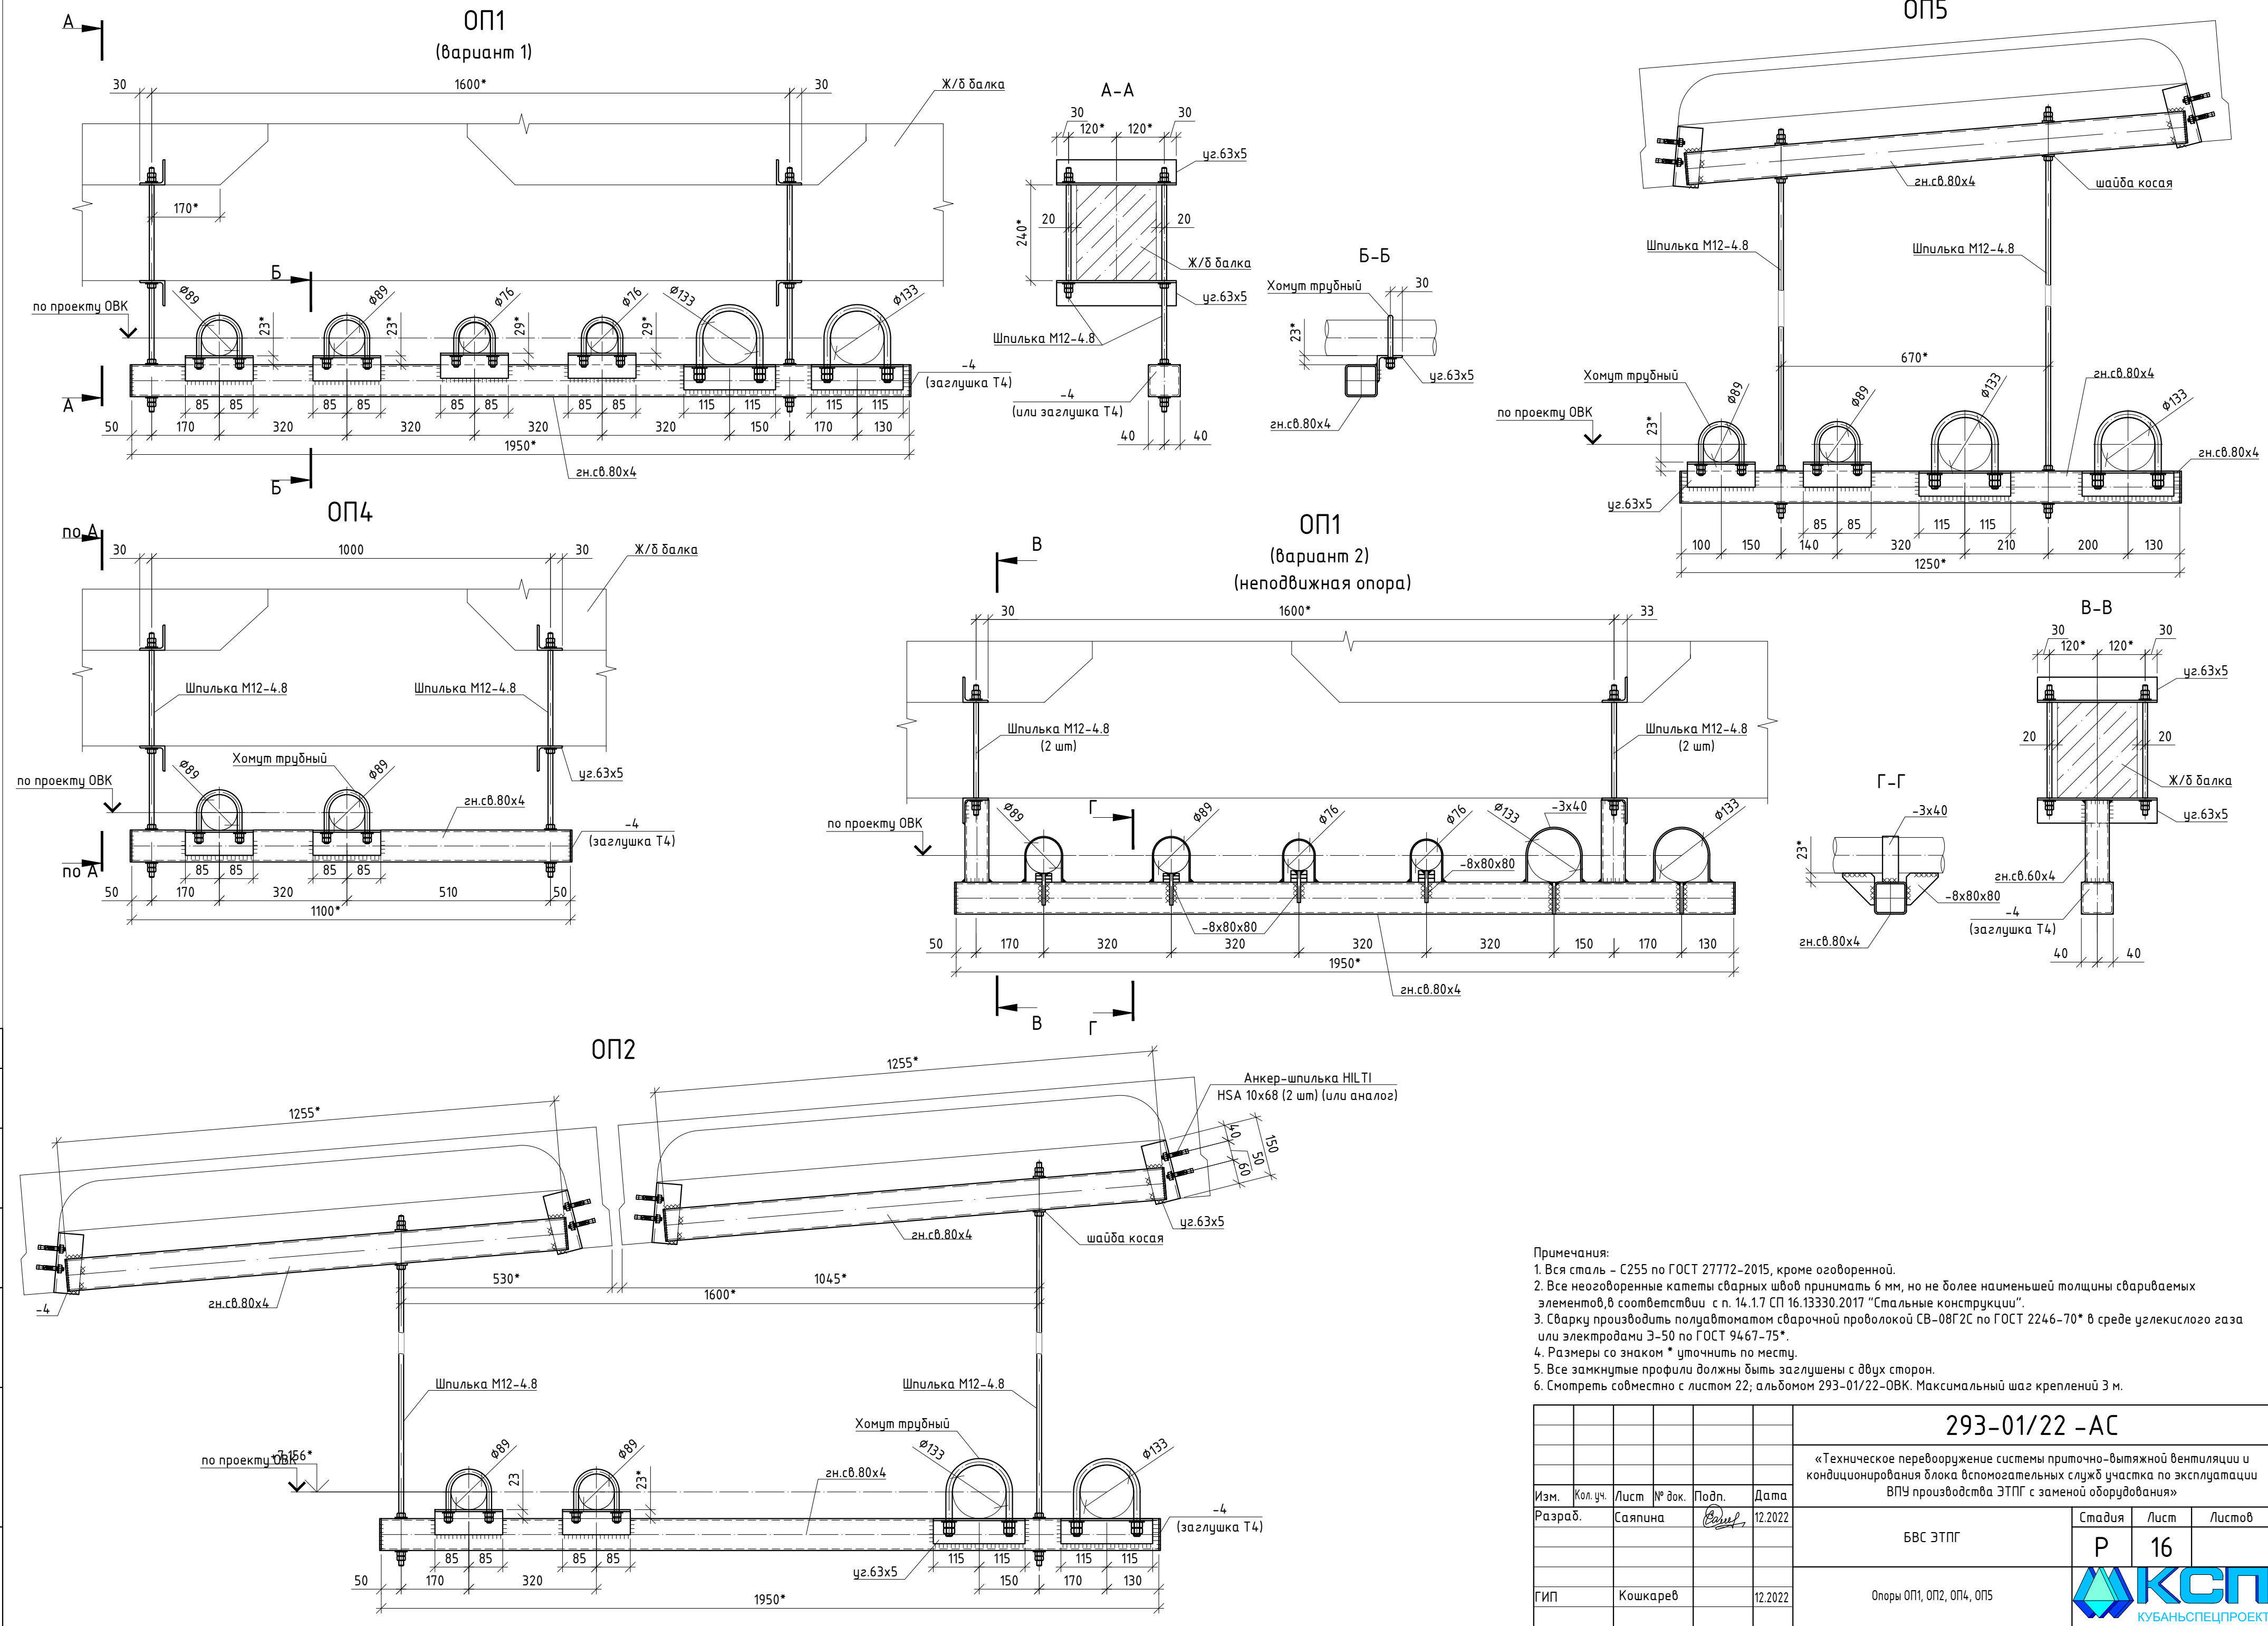 ОП1
(вариант 1)
А
30
1600*
30
Ж/б балка
170*
Б
по проекту ОВК
Ø89
23*
Ø89
23*
Ø76
29*
Ø76
29*
Ø133
Ø133
-4
(заглушка Т4)
А
85 85
85 85
85 85
85 85
115 115
115 115
50 170 320 320 320 320 150 170 130
1950*
Б
гн.св.80х4
А-А
30 30
120* 120*
уг.63х5
240*
20 20
Ж/б балка
уг.63х5
Шпилька М12-4.8
-4
(или заглушка Т4)
40 40
Б-Б
Хомут трубный
30
23*
уг.63х5
гн.св.80х4
ОП5
гн.св.80х4
шайба косая
Шпилька М12-4.8
Шпилька М12-4.8
670*
Хомут трубный
гн.св.80х4
по проекту ОВК
23*
Ø89
Ø89
Ø133
Ø133
гн.св.80х4
уг.63х5
85 85
115 115
100 150 140 320 210 200 130
1250*
ОП4
по А
30
1000
30
Ж/б балка
Шпилька М12-4.8
Шпилька М12-4.8
Хомут трубный
уг.63х5
по проекту ОВК
Ø89
Ø89
гн.св.80х4
-4
(заглушка Т4)
по А
85 85
85 85
50 170 320 510 50
1100*
ОП1
(вариант 2)
(неподвижная опора)
В
30
1600*
33
Шпилька М12-4.8
(2 шт)
Шпилька М12-4.8
(2 шт)
Г
по проекту ОВК
Ø89
Ø89
Ø76
Ø76
Ø133
-3х40
Ø133
-8х80х80
-8х80х80
50 170 320 320 320 320 150 170 130
1950*
гн.св.80х4
В
Г
В-В
30 30
120* 120*
уг.63х5
20 20
Ж/б балка
уг.63х5
гн.св.60х4
-4
(заглушка Т4)
40 40
Г-Г
-3х40
23*
-8х80х80
гн.св.80х4
ОП2
1255*
1255*
Анкер-шпилька HILTI
HSA 10х68 (2 шт) (или аналог)
40
50
60
150
уг.63х5
гн.св.80х4
шайба косая
-4
гн.св.80х4
530*
1045*
1600*
Шпилька М12-4.8
Шпилька М12-4.8
Хомут трубный
по проекту ОВК
+7.156*
Ø89
23
Ø89
23*
гн.св.80х4
Ø133
Ø133
-4
(заглушка Т4)
уг.63х5
85 85
85 85
115 115
115 115
50 170 320 150 170 130
1950*
Примечания:
1. Вся сталь - С255 по ГОСТ 27772-2015, кроме оговоренной.
2. Все неоговоренные катеты сварных швов принимать 6 мм, но не более наименьшей толщины свариваемых
элементов,в соответствии с п. 14.1.7 СП 16.13330.2017 "Стальные конструкции".
3. Сварку производить полуавтоматом сварочной проволокой СВ-08Г2С по ГОСТ 2246-70* в среде углекислого газа
или электродами Э-50 по ГОСТ 9467-75*.
4. Размеры со знаком * уточнить по месту.
5. Все замкнутые профили должны быть заглушены с двух сторон.
6. Смотреть совместно с листом 22; альбомом 293-01/22-ОВК. Максимальный шаг креплений 3 м.
293-01/22 -АС
«Техническое перевооружение системы приточно-вытяжной вентиляции и
кондиционирования блока вспомогательных служб участка по эксплуатации
ВПУ производства ЭТПГ с заменой оборудования»
Изм. Кол. уч. Лист № док. Подп. Дата
Разраб. Саяпина 12.2022
БВС ЭТПГ
Стадия Лист Листов
Р 16
ГИП Кошкарев 12.2022
Опоры ОП1, ОП2, ОП4, ОП5
КСП
КУБАНЬСПЕЦПРОЕКТ